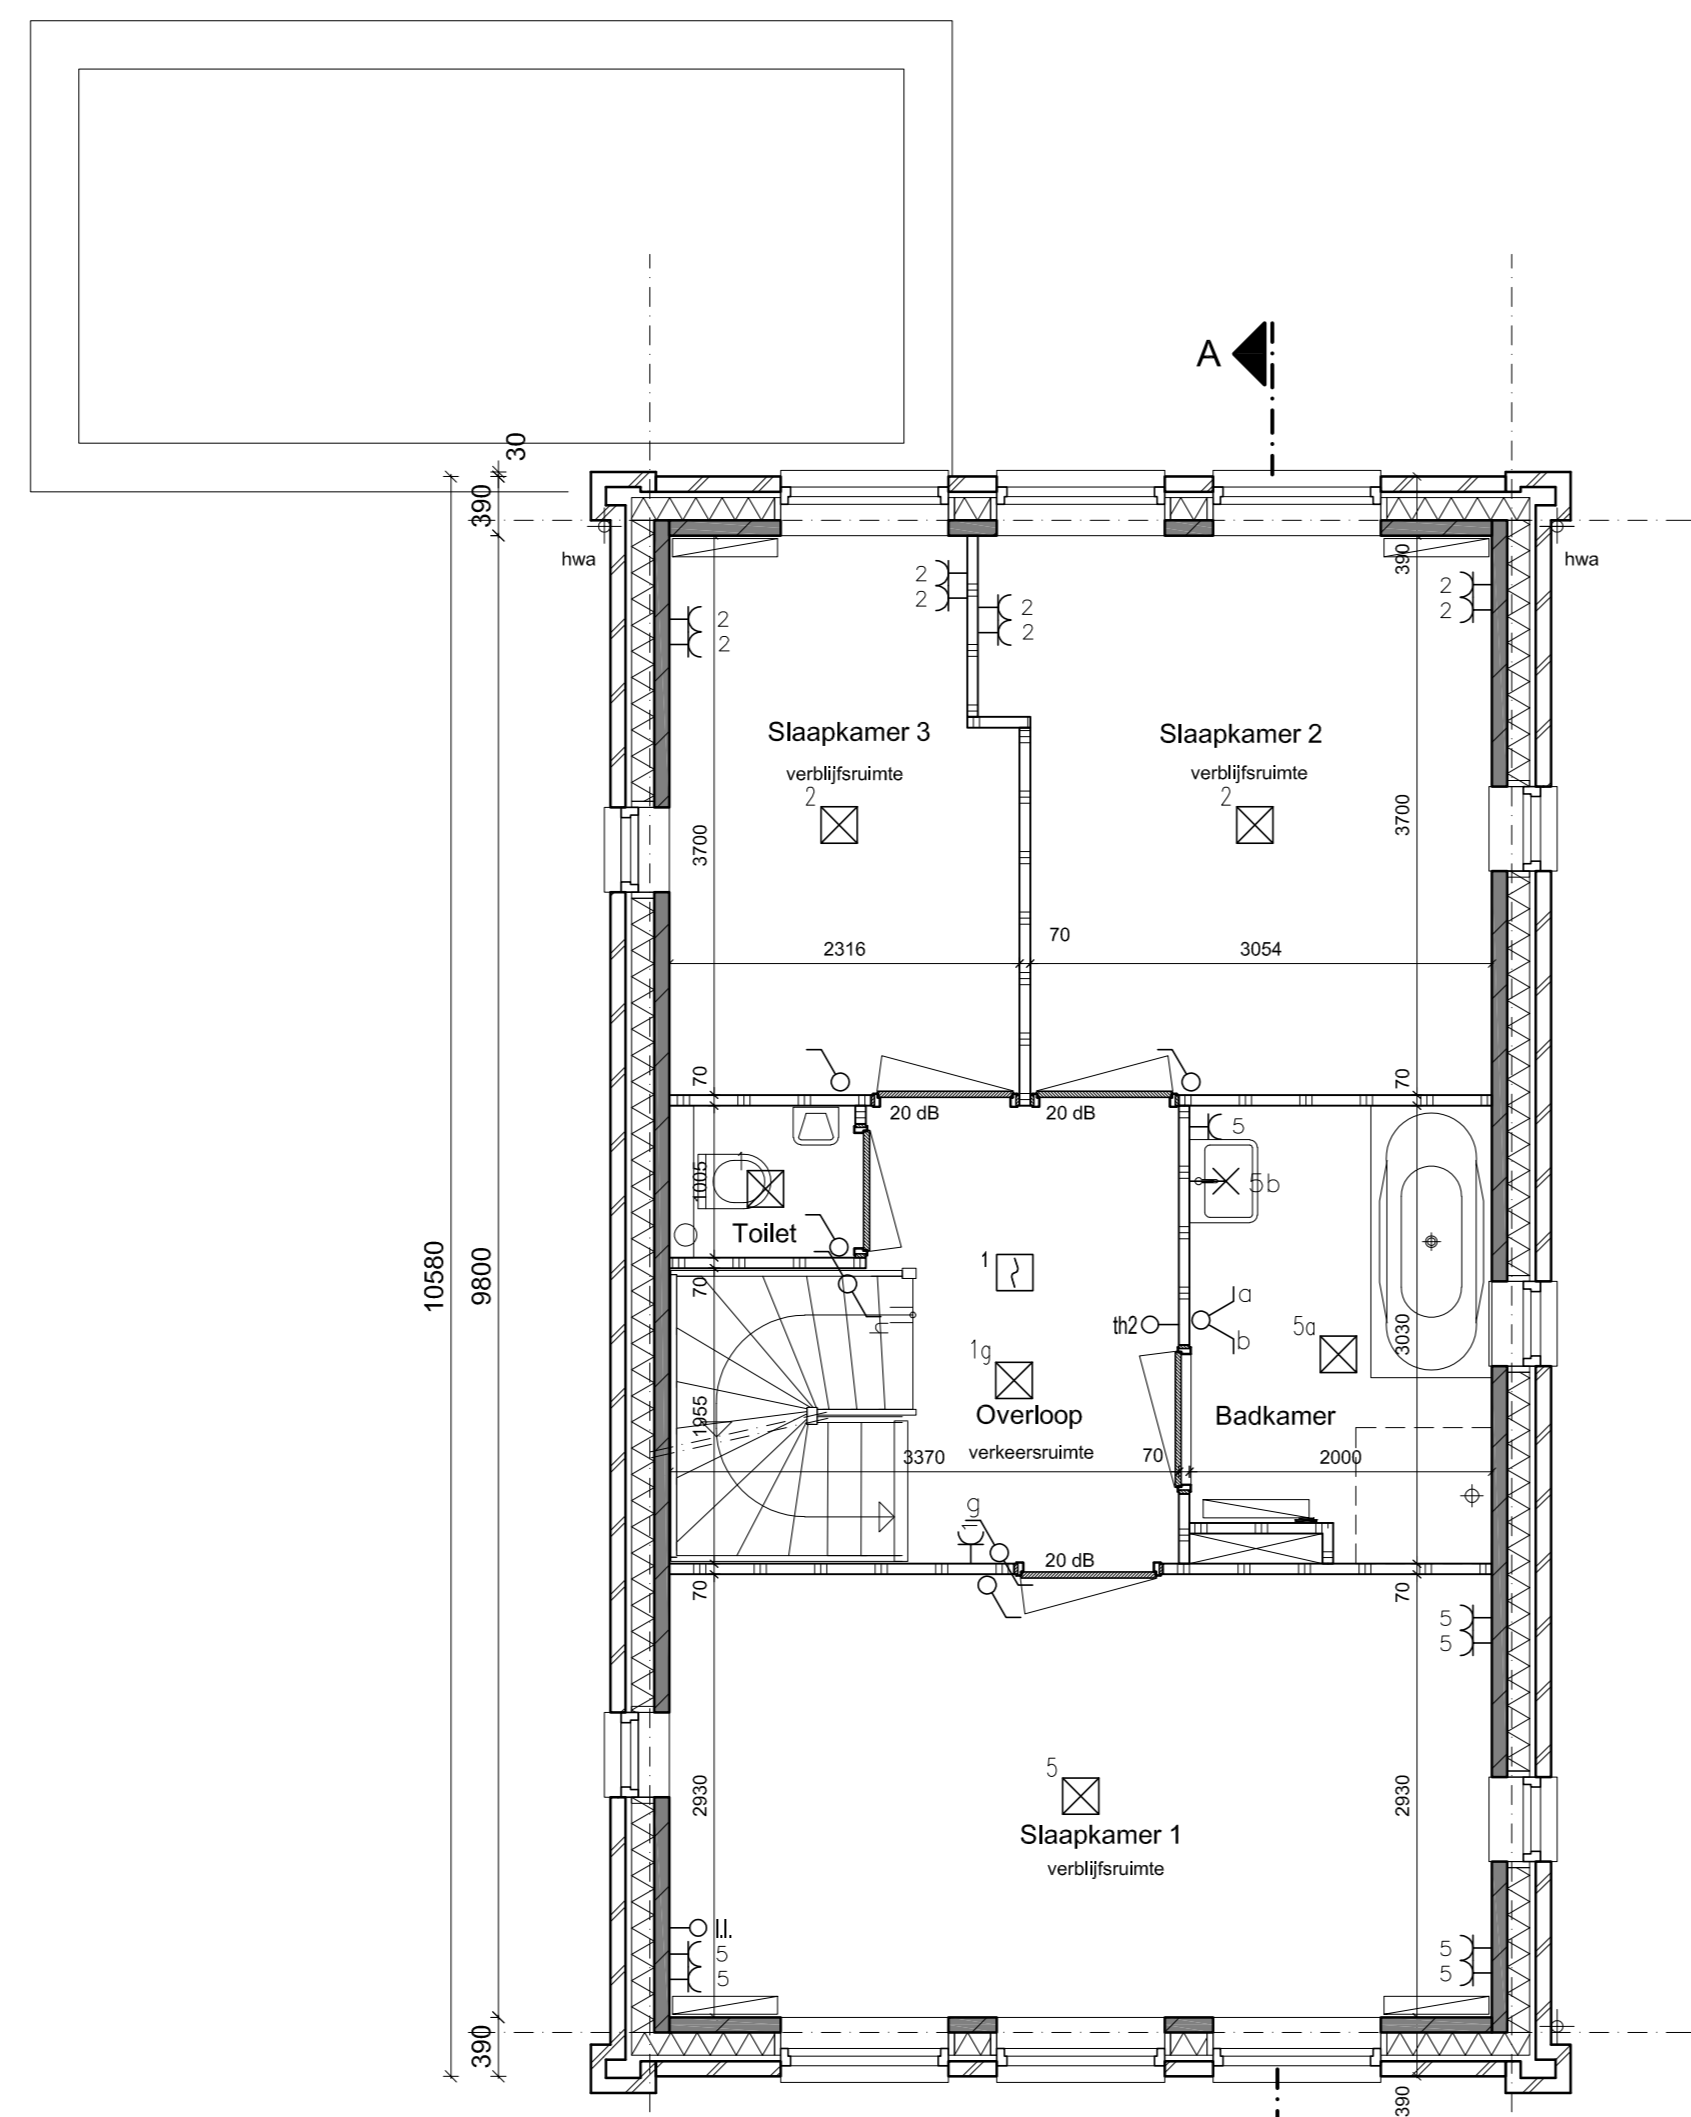 A
30
390
hwa
hwa
390
2
2
2
2
2
2
2
2
Slaapkamer 3
verblijfsruimte
2
Slaapkamer 2
verblijfsruimte
2
3700
3700
2316
70
3054
70
70
20 dB
20 dB
5
1
1005
5b
Toilet
10580
9800
70
1
h
a
th2
b
5a
3030
1g
1955
Overloop
verkeersruimte
Badkamer
3370
70
2000
g
1
20 dB
70
70
5
5
2930
2930
5
Slaapkamer 1
verblijfsruimte
l.l.
5
5
5
5
390
390